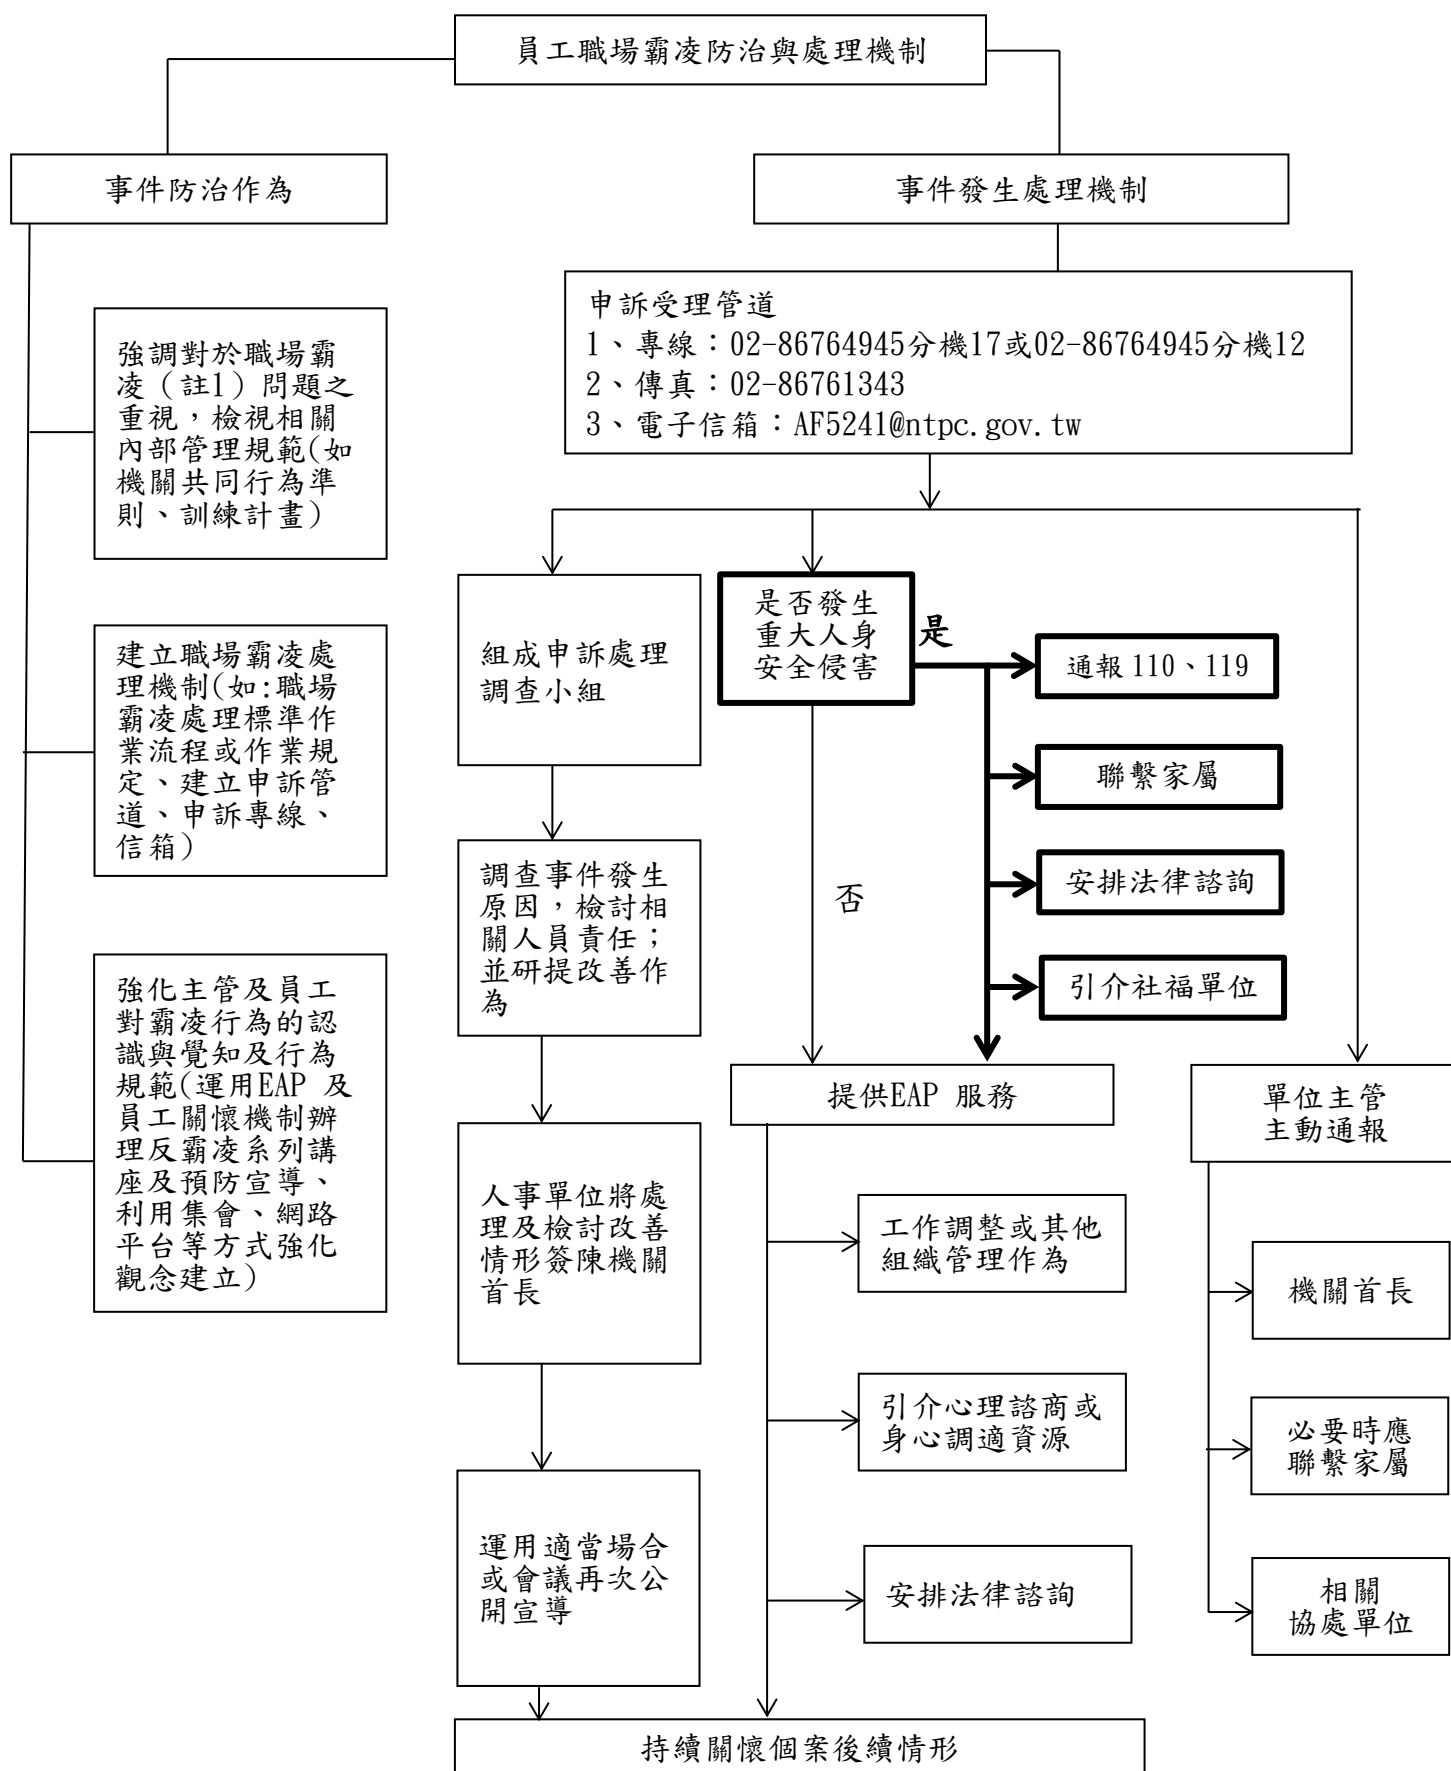 員工職場霸凌防治與處理機制
事件防治作為
事件發生處理機制
強調對於職場霸
凌（註1）問題之
重視，檢視相關
內部管理規範(如
機關共同行為準
則、訓練計畫)
建立職場霸凌處
理機制(如:職場
霸凌處理標準作
業流程或作業規
定、建立申訴管
道、申訴專線、
信箱)
強化主管及員工
對霸凌行為的認
識與覺知及行為
規範(運用EAP 及
員工關懷機制辦
理反霸凌系列講
座及預防宣導、
利用集會、網路
平台等方式強化
觀念建立)
申訴受理管道
1、專線：02-86764945分機17或02-86764945分機12
2、傳真：02-86761343
3、電子信箱：AF5241@ntpc.gov.tw
組成申訴處理
調查小組
調查事件發生
原因，檢討相
關人員責任；
並研提改善作
為
人事單位將處
理及檢討改善
情形簽陳機關
首長
運用適當場合
或會議再次公
開宣導
是否發生
重大人身
安全侵害
是
否
通報 110、119
聯繫家屬
安排法律諮詢
引介社福單位
提供EAP 服務
工作調整或其他
組織管理作為
引介心理諮商或
身心調適資源
安排法律諮詢
單位主管
主動通報
機關首長
必要時應
聯繫家屬
相關
協處單位
持續關懷個案後續情形